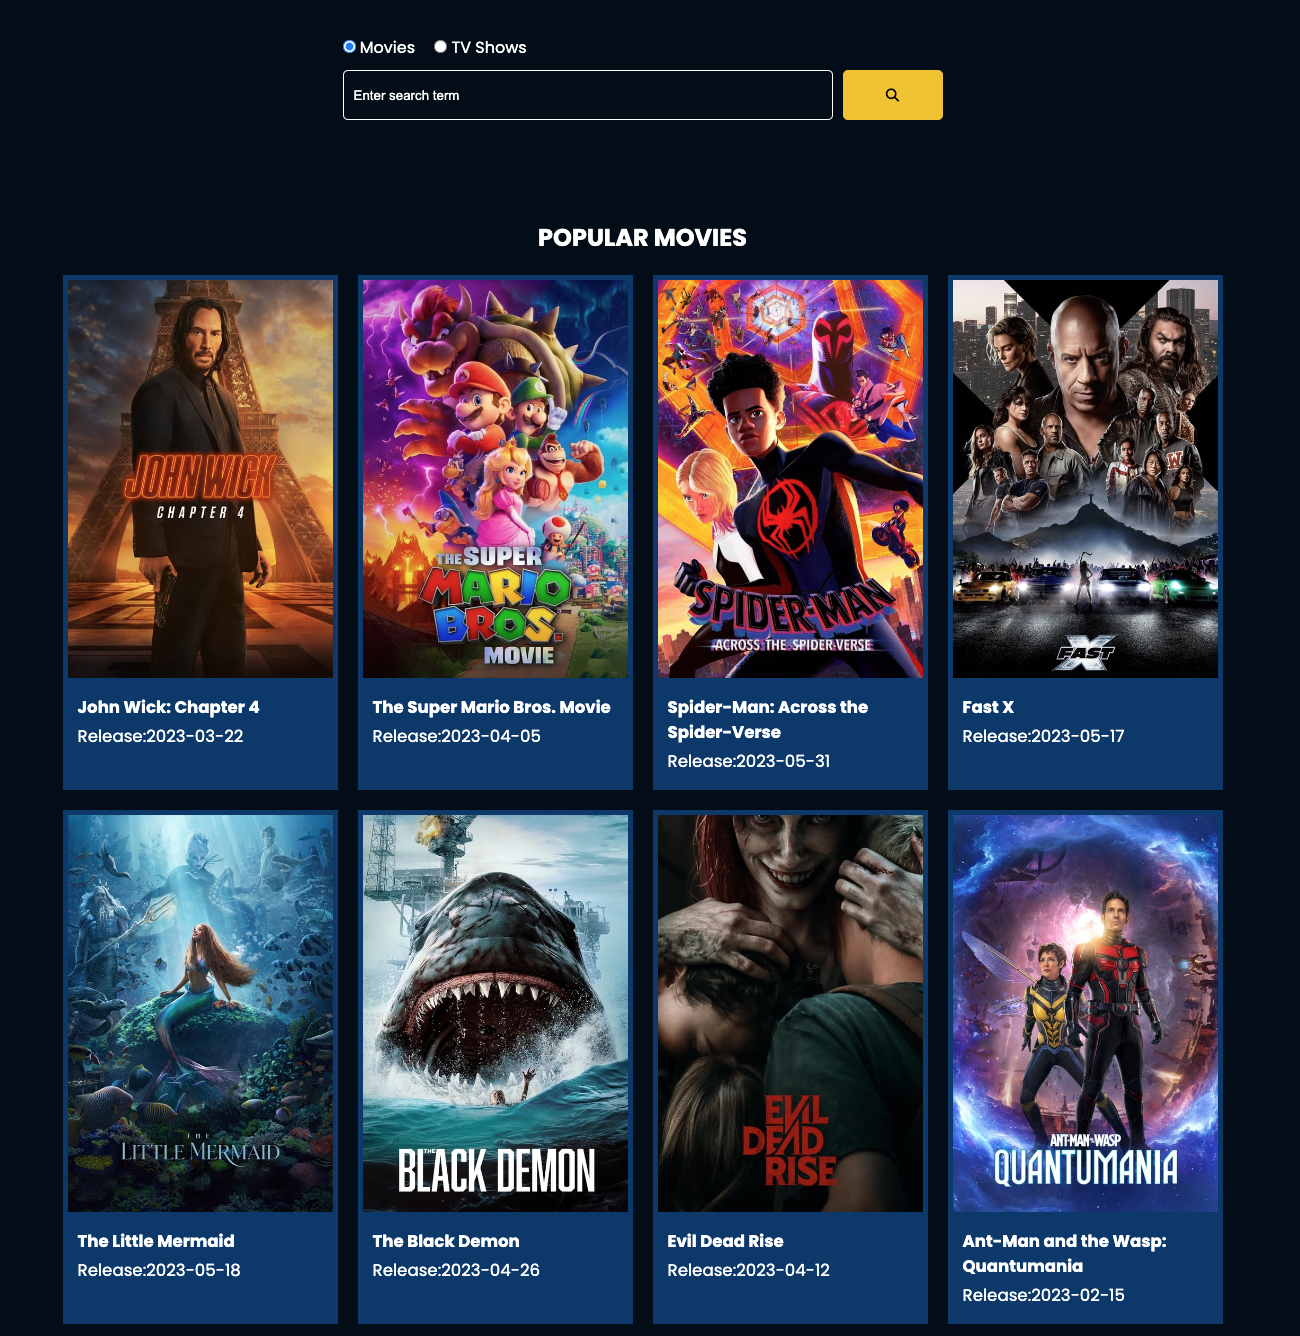 Movies TV Shows
Enter search term
POPULAR MOVIES
JOHN WICK
CHAPTER 4
THE SUPER
MARIO
BROS.
MOVIE
SPIDER-MAN
ACROSS THE SPIDER-VERSE
W
FAST X
John Wick: Chapter 4
Release:2023-03-22
The Super Mario Bros. Movie
Release:2023-04-05
Spider-Man: Across the
Spider-Verse
Release:2023-05-31
Fast X
Release:2023-05-17
THE
LITTLE MERMAID
THE
BLACK DEMON
EVIL
DEAD
RISE
ANT-MAN AND THE WASP
QUANTUMANIA
The Little Mermaid
Release:2023-05-18
The Black Demon
Release:2023-04-26
Evil Dead Rise
Release:2023-04-12
Ant-Man and the Wasp:
Quantumania
Release:2023-02-15